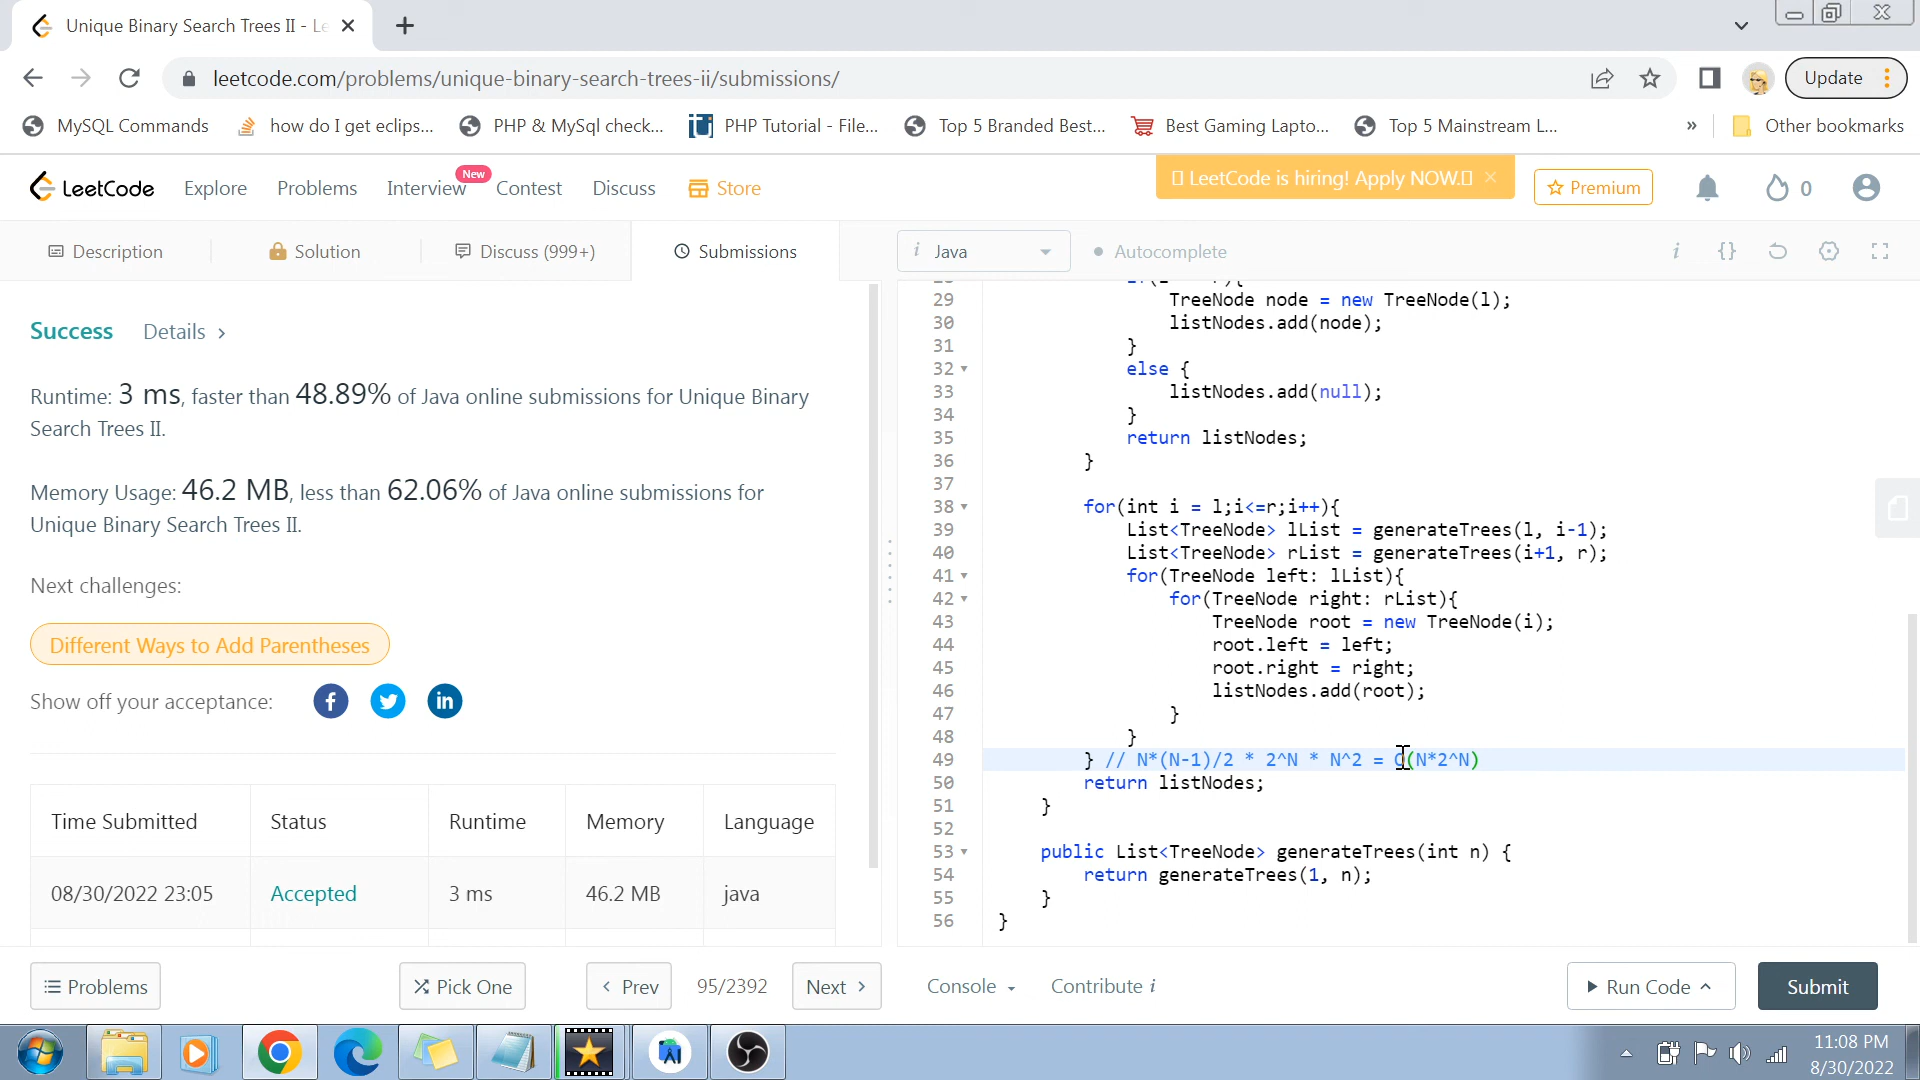 Unique Binary Search Trees II - Le
leetcode.com/problems/unique-binary-search-trees-ii/submissions/
Update
MySQL Commands
how do I get eclips...
PHP & MySql check...
PHP Tutorial - File...
Top 5 Branded Best...
Best Gaming Lapto...
Top 5 Mainstream L...
»
Other bookmarks
LeetCode
Explore
Problems
Interview
New
Contest
Discuss
Store
LeetCode is hiring! Apply NOW.
Premium
0
Description
Solution
Discuss (999+)
Submissions
i Java
Autocomplete
i {}
Success
Details >
Runtime: 3 ms, faster than 48.89% of Java online submissions for Unique Binary
Search Trees II.
Memory Usage: 46.2 MB, less than 62.06% of Java online submissions for
Unique Binary Search Trees II.
Next challenges:
Different Ways to Add Parentheses
Show off your acceptance:
Time Submitted Status Runtime Memory Language
08/30/2022 23:05 Accepted 3 ms 46.2 MB java
29 TreeNode node = new TreeNode(l);
30 listNodes.add(node);
31 }
32 else {
33 listNodes.add(null);
34 }
35 return listNodes;
36 }
37
38 for(int i = l;i<=r;i++){
39 List<TreeNode> lList = generateTrees(l, i-1);
40 List<TreeNode> rList = generateTrees(i+1, r);
41 for(TreeNode left: lList){
42 for(TreeNode right: rList){
43 TreeNode root = new TreeNode(i);
44 root.left = left;
45 root.right = right;
46 listNodes.add(root);
47 }
48 }
49 } // N*(N-1)/2 * 2^N * N^2 = O(N*2^N)
50 return listNodes;
51 }
52
53 public List<TreeNode> generateTrees(int n) {
54 return generateTrees(1, n);
55 }
56 }
Problems
Pick One
< Prev
95/2392
Next >
Console
Contribute i
Run Code
Submit
11:08 PM
8/30/2022